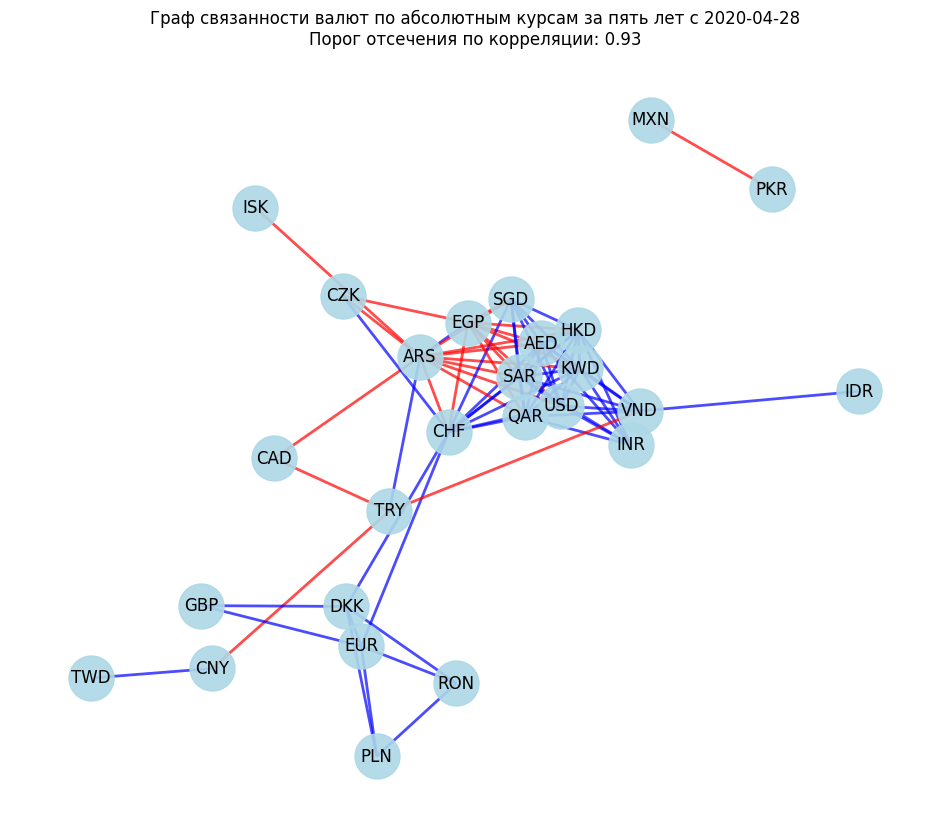 Граф связанности валют по абсолютным курсам за пять лет с 2020-04-28
Порог отсечения по корреляции: 0.93
MXN
PKR
ISK
CZK
SGD
EGP
HKD
AED
ARS
KWD
SAR
IDR
USD
VND
QAR
CHF
INR
CAD
TRY
GBP
DKK
EUR
CNY
TWD
RON
PLN